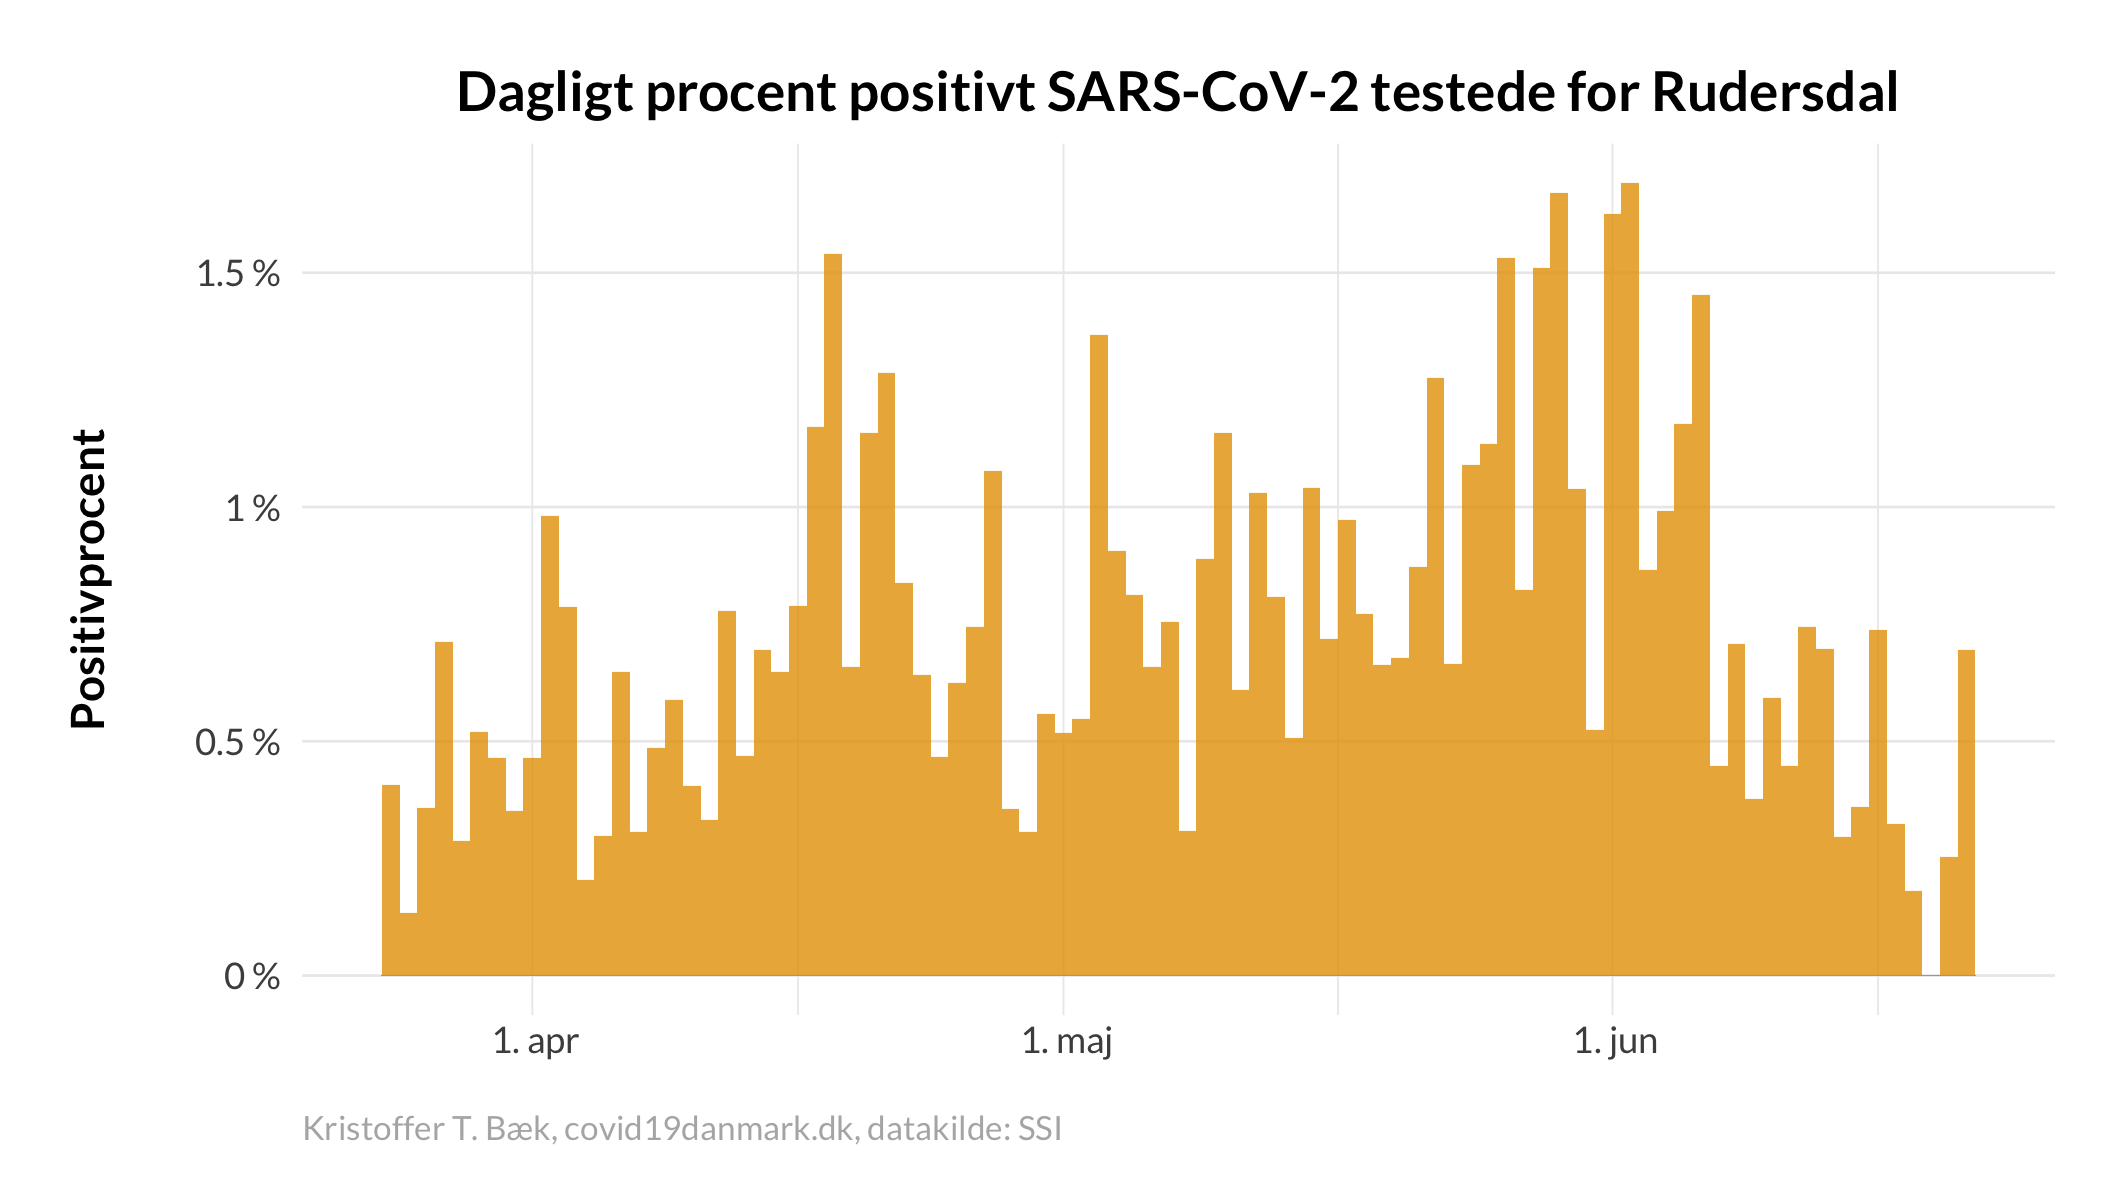 Dagligt procent positivt SARS-CoV-2 testede for Rudersdal
Positivprocent
1.5 %
1 %
0.5 %
0 %
1. apr
1. maj
1. jun
Kristoffer T. Bæk, covid19danmark.dk, datakilde: SSI